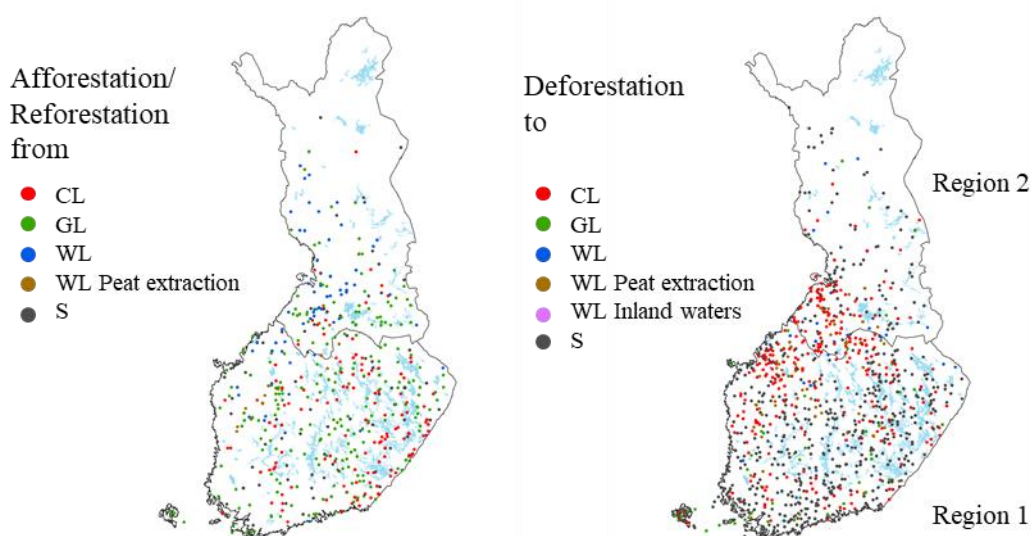 Afforestation/
Reforestation
from
CL
GL
WL
WL Peat extraction
S
Deforestation
to
CL
GL
WL
WL Peat extraction
WL Inland waters
S
Region 2
Region 1